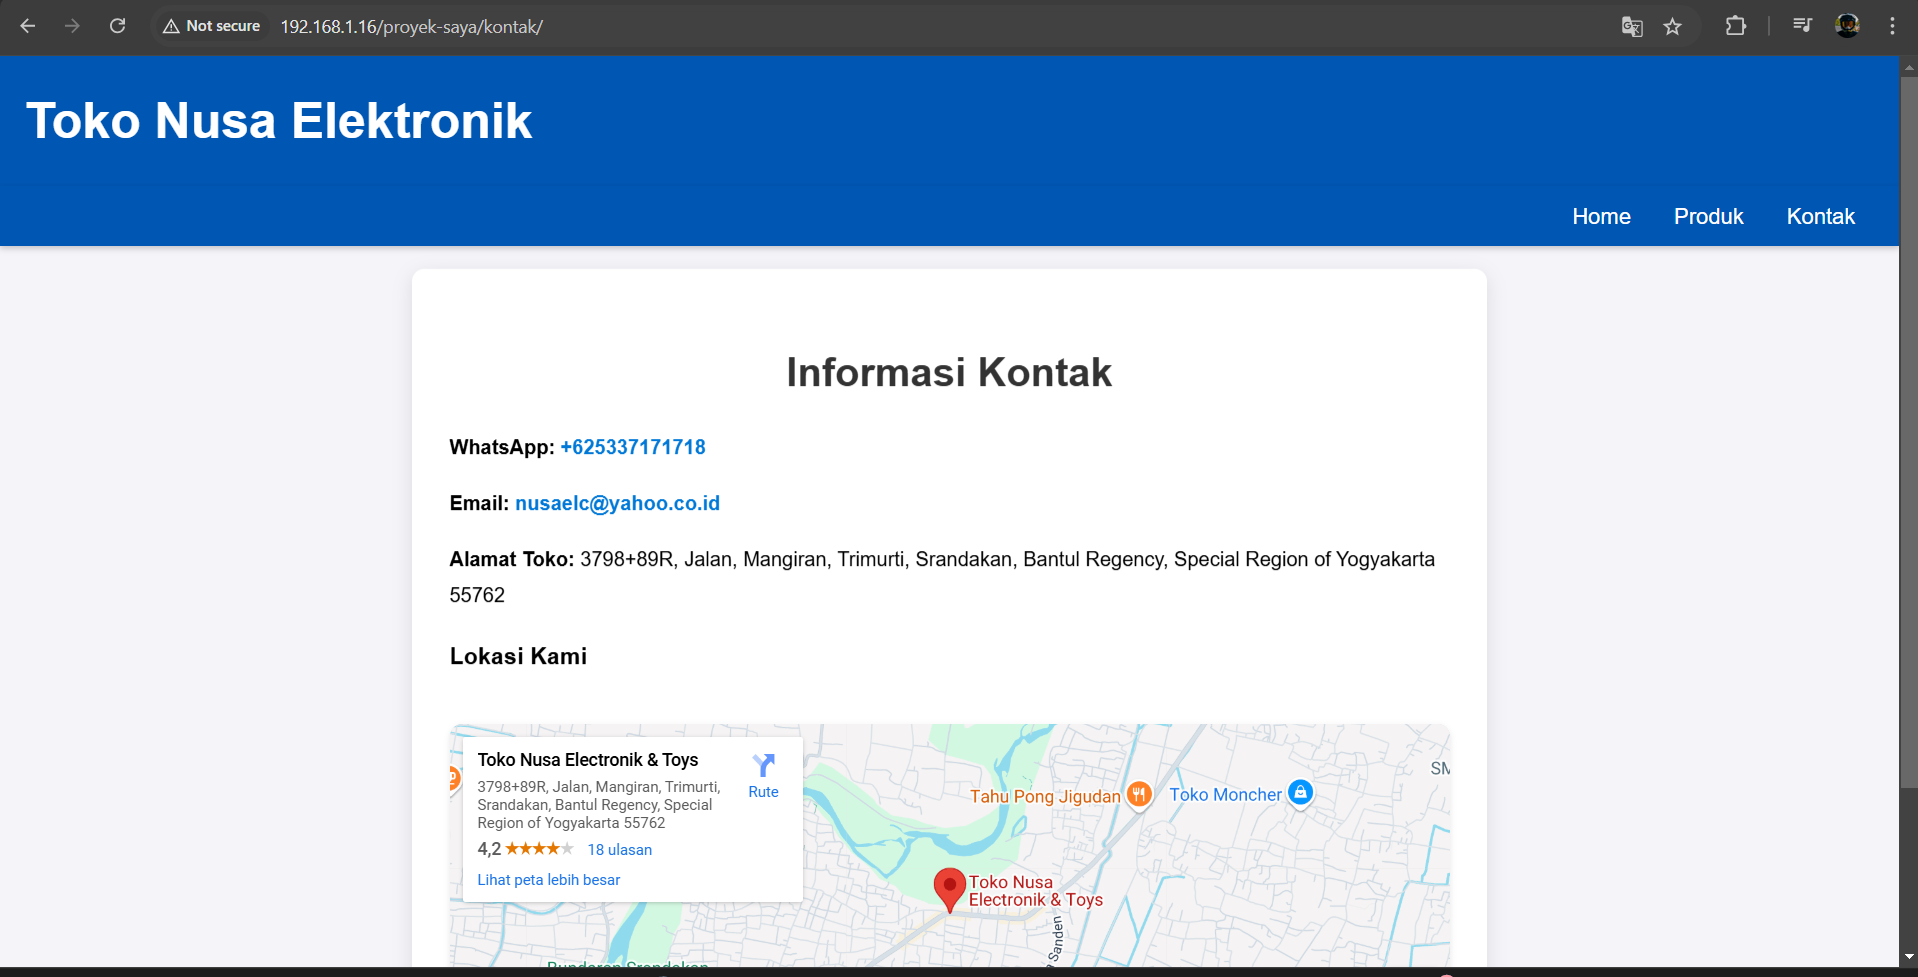 Not secure
192.168.1.16/proyek-saya/kontak/
Toko Nusa Elektronik
Home
Produk
Kontak
Informasi Kontak
WhatsApp: +625337171718
Email: nusaelc@yahoo.co.id
Alamat Toko: 3798+89R, Jalan, Mangiran, Trimurti, Srandakan, Bantul Regency, Special Region of Yogyakarta
55762
Lokasi Kami
Toko Nusa Electronik & Toys
3798+89R, Jalan, Mangiran, Trimurti,
Srandakan, Bantul Regency, Special
Region of Yogyakarta 55762
Rute
4,2
18 ulasan
Lihat peta lebih besar
Tahu Pong Jigudan
Toko Moncher
Toko Nusa
Electronik & Toys
Sanden